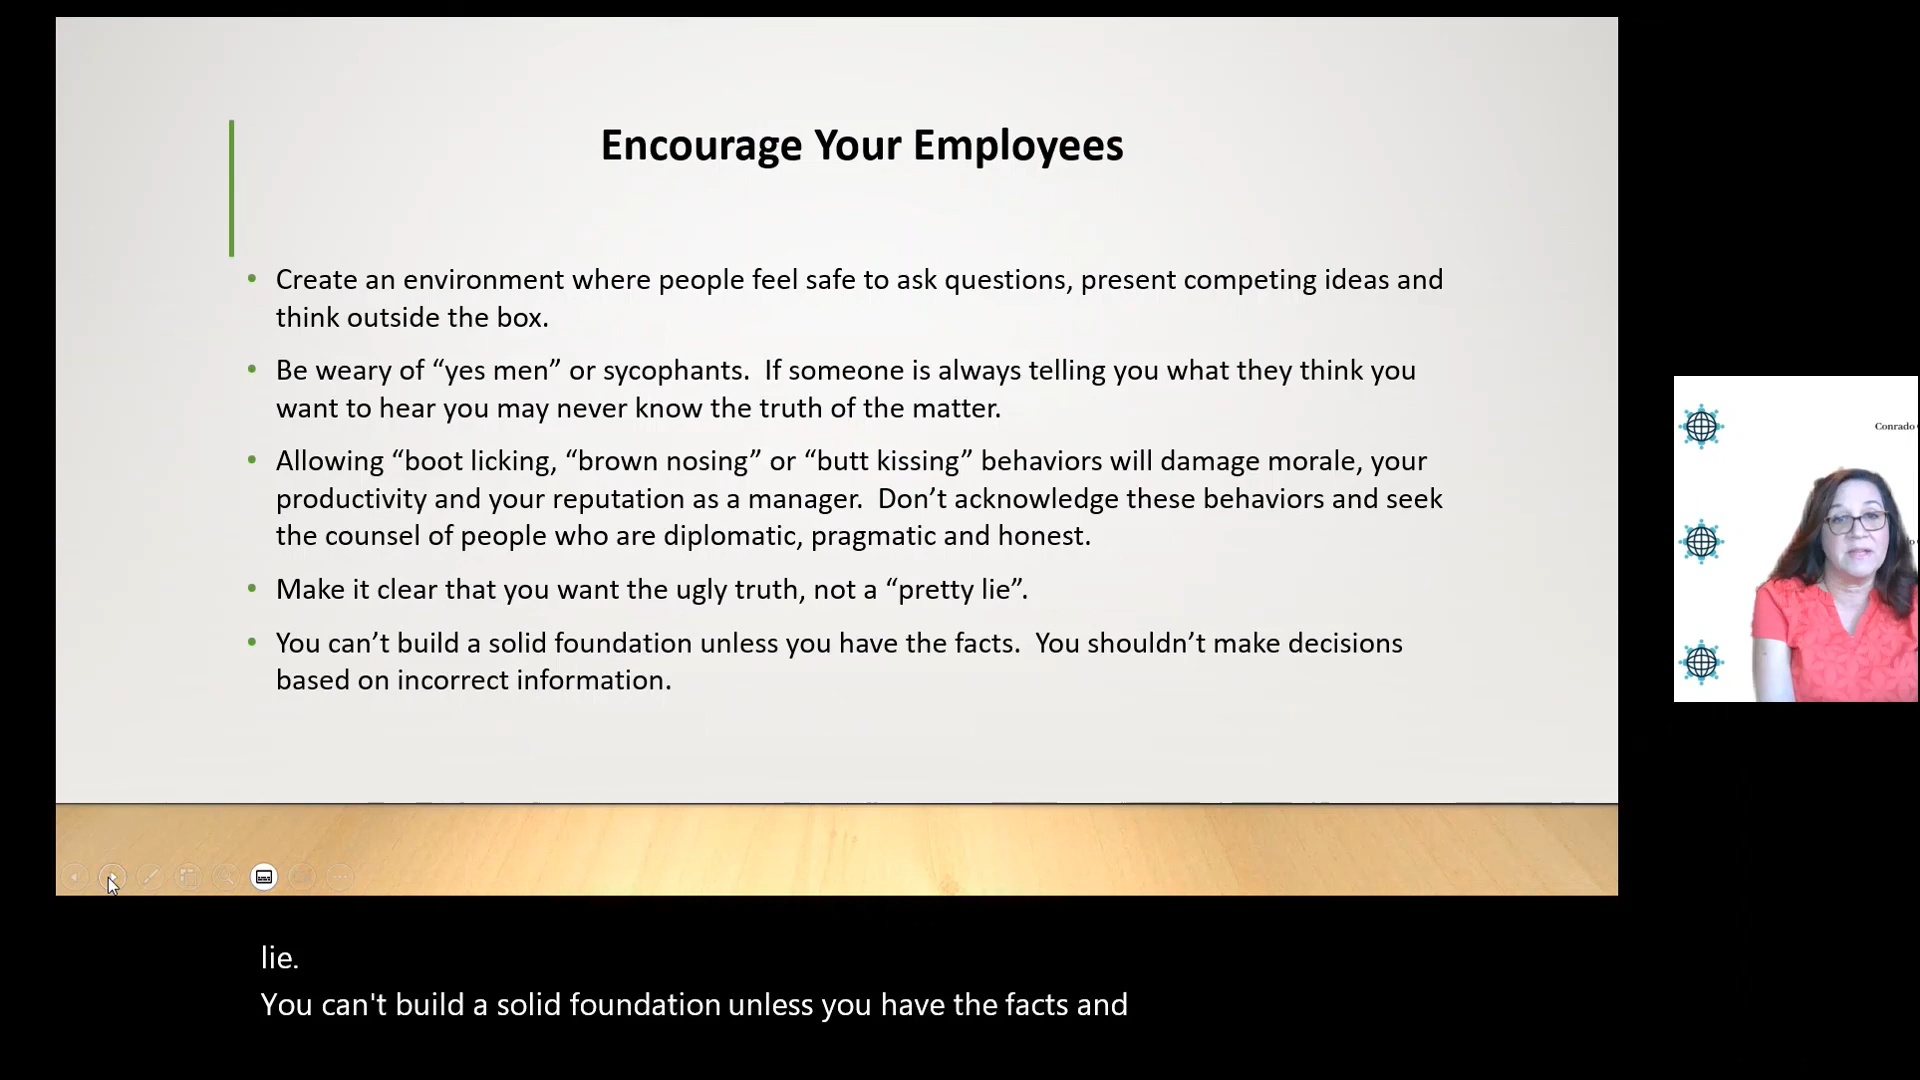 Encourage Your Employees
• Create an environment where people feel safe to ask questions, present competing ideas and
think outside the box.
• Be weary of “yes men” or sycophants.  If someone is always telling you what they think you
want to hear you may never know the truth of the matter.
• Allowing “boot licking, “brown nosing” or “butt kissing” behaviors will damage morale, your
productivity and your reputation as a manager.  Don’t acknowledge these behaviors and seek
the counsel of people who are diplomatic, pragmatic and honest.
• Make it clear that you want the ugly truth, not a “pretty lie”.
• You can’t build a solid foundation unless you have the facts.  You shouldn’t make decisions
based on incorrect information.
Conrado
lie.
You can't build a solid foundation unless you have the facts and